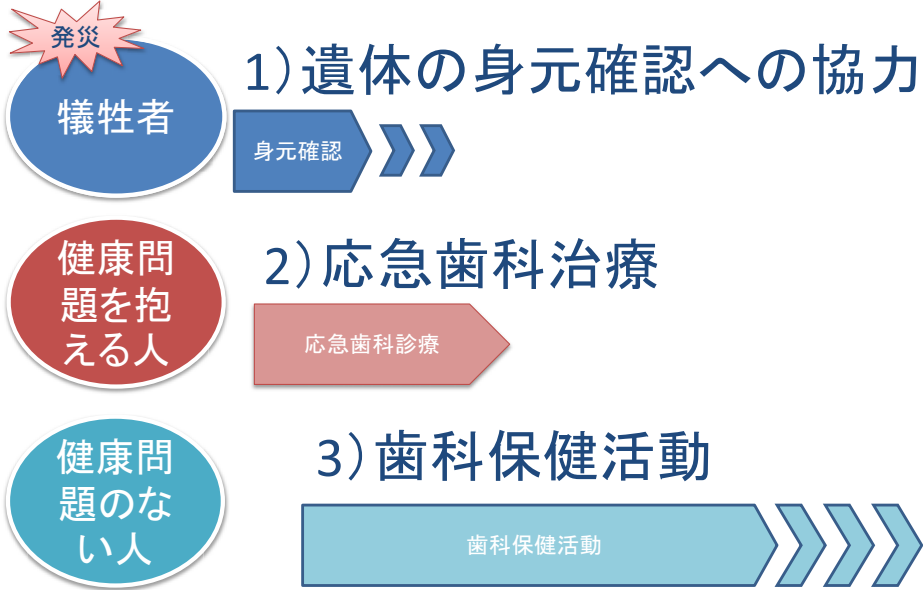 発災
犠牲者
1)遺体の身元確認への協力
身元確認
健康問
題を抱
える人
2)応急歯科治療
応急歯科診療
健康問
題のな
い人
3)歯科保健活動
歯科保健活動